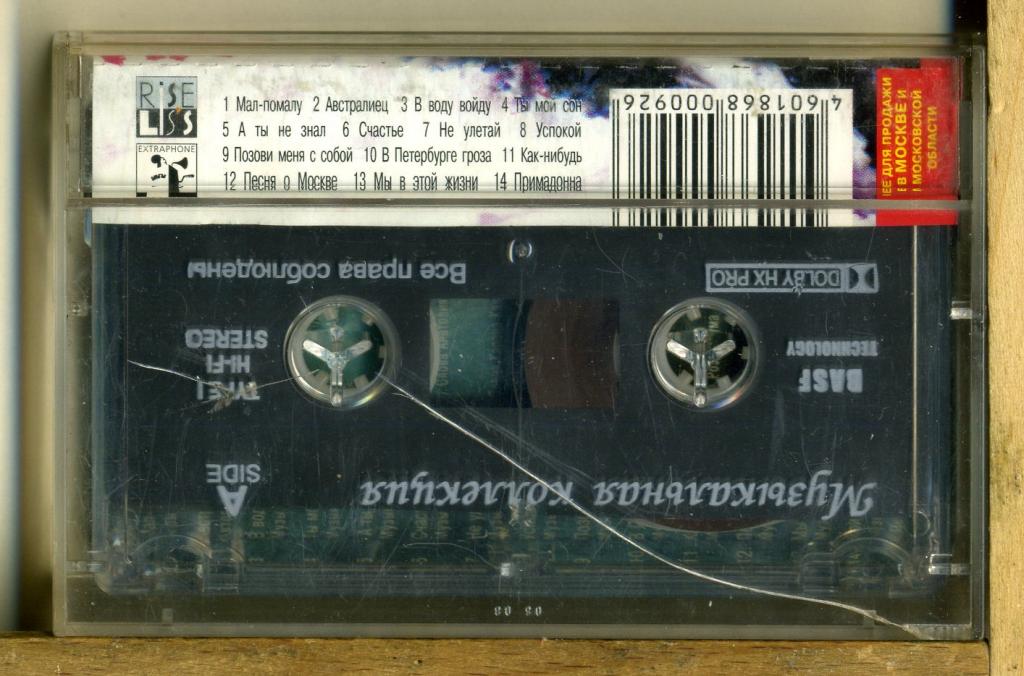 RiSE
LISS
EXTRAPHONE
1 Мал-помалу 2 Австралиец 3 В воду войду 4 Ты мой сон
5 А ты не знал 6 Счастье 7 Не улетай 8 Успокой
9 Позови меня с собой 10 В Петербурге гроза 11 Как-нибудь
12 Песня о Москве 13 Мы в этой жизни 14 Примадонна
4 601868 000926
ДЛЯ ПРОДАЖИ
В МОСКВЕ И
МОСКОВСКОЙ
ОБЛАСТИ
Все права соблюдены
DOLBY HX PRO
STEREO
HI-FI
TYPE I
BASF
TECHNOLOGY
A
SIDE
Музыкальная коллекция